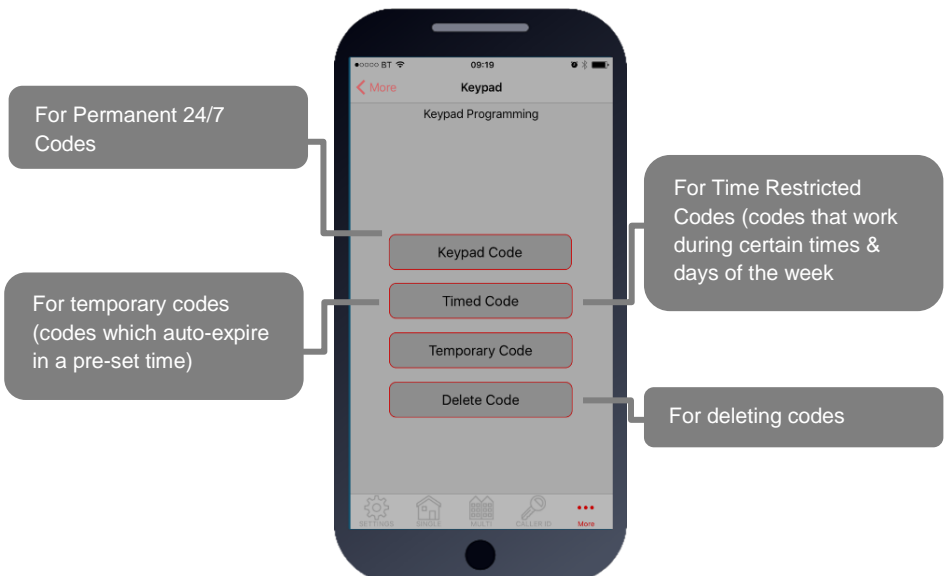 BT 09:19
More Keypad
Keypad Programming
For Permanent 24/7
Codes
For Time Restricted
Codes (codes that work
during certain times &
days of the week
Keypad Code
For temporary codes
(codes which auto-expire
in a pre-set time)
Timed Code
Temporary Code
Delete Code
For deleting codes
SETTINGS SINGLE MULTI CALLER ID More